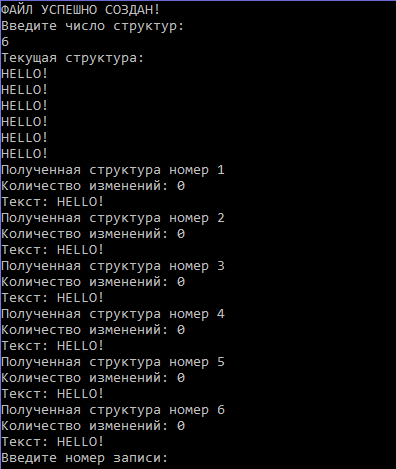 ФАЙЛ УСПЕШНО СОЗДАН!
Введите число структур:
6
Текущая структура:
HELLO!
HELLO!
HELLO!
HELLO!
HELLO!
HELLO!
Полученная структура номер 1
Количество изменений: 0
Текст: HELLO!
Полученная структура номер 2
Количество изменений: 0
Текст: HELLO!
Полученная структура номер 3
Количество изменений: 0
Текст: HELLO!
Полученная структура номер 4
Количество изменений: 0
Текст: HELLO!
Полученная структура номер 5
Количество изменений: 0
Текст: HELLO!
Полученная структура номер 6
Количество изменений: 0
Текст: HELLO!
Введите номер записи: